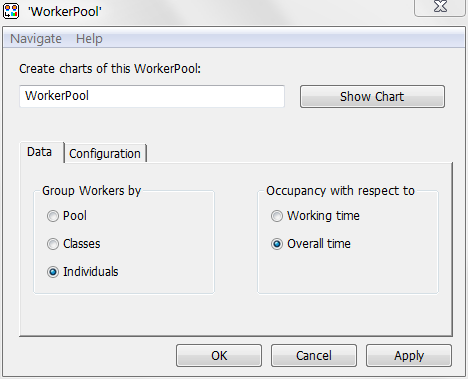 'WorkerPool'
Navigate Help
Create charts of this WorkerPool:
WorkerPool Show Chart
Data Configuration
Group Workers by Occupancy with respect to
Pool Working time
Classes Overall time
Individuals
OK Cancel Apply